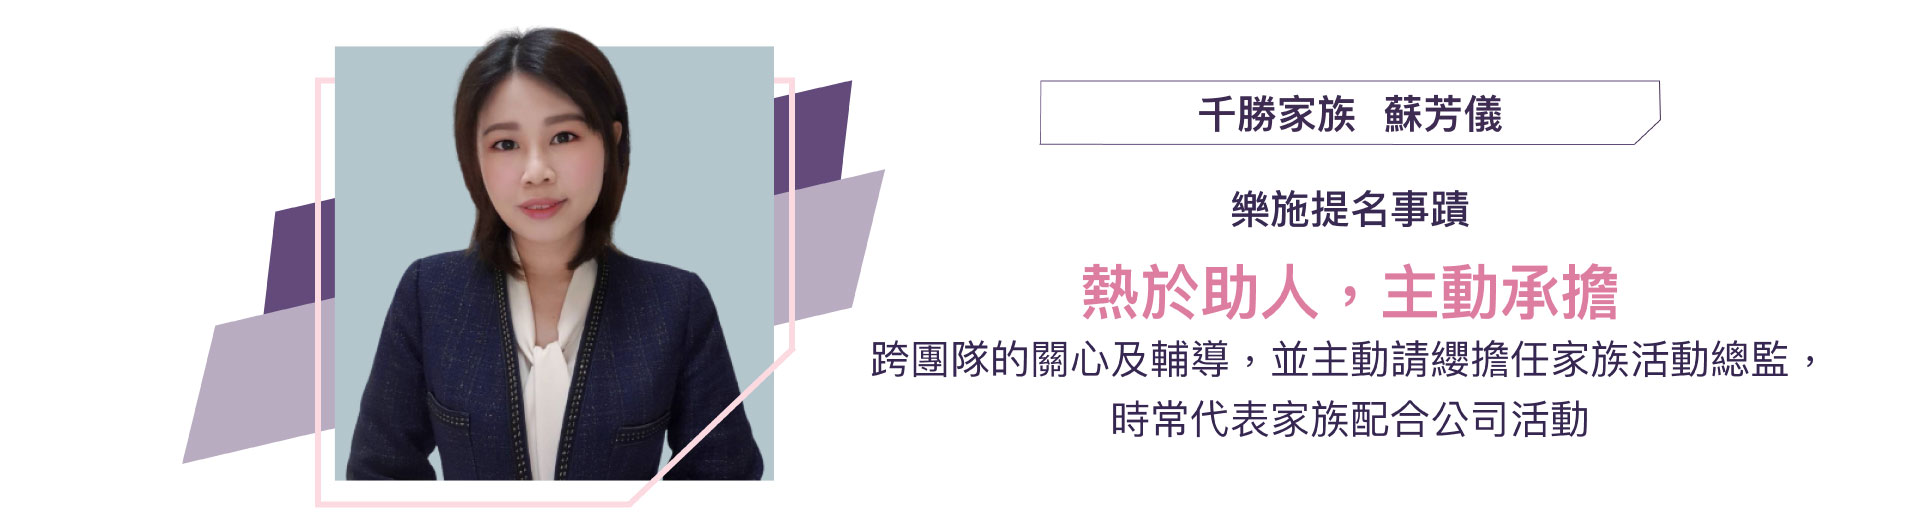 千勝家族 蘇芳儀
樂施提名事蹟
熱於助人，主動承擔
跨團隊的關心及輔導，並主動請纓擔任家族活動總監，
時常代表家族配合公司活動